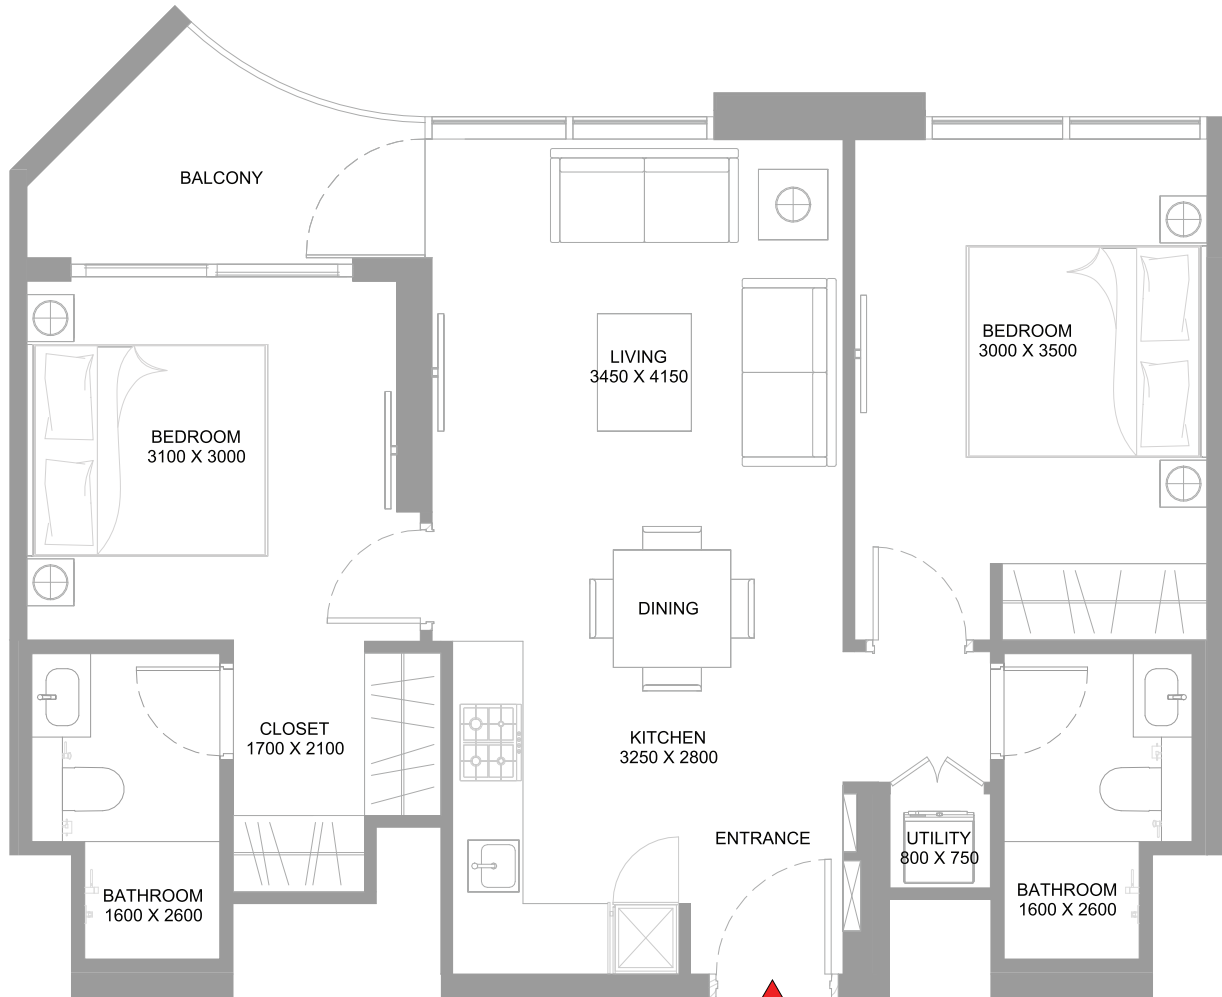 BALCONY
BEDROOM
3000 X 3500
LIVING
3450 X 4150
BEDROOM
3100 X 3000
DINING
CLOSET
1700 X 2100
KITCHEN
3250 X 2800
ENTRANCE
UTILITY
800 X 750
BATHROOM
1600 X 2600
BATHROOM
1600 X 2600